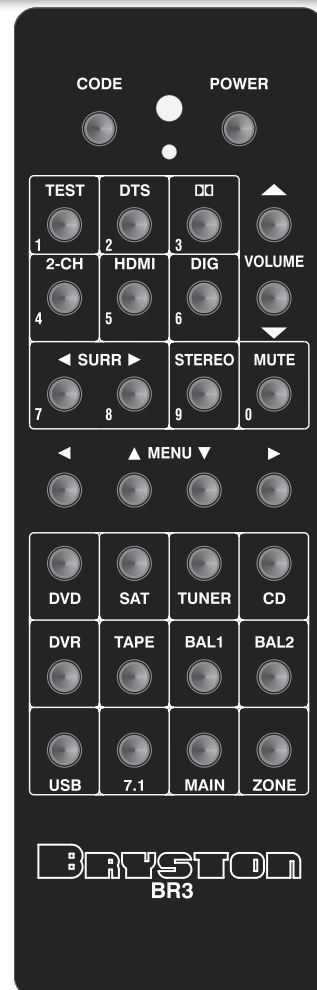 CODE POWER
TEST DTS
1 2 3
2-CH HDMI DIG VOLUME
4 5 6
◄ SURR ► STEREO MUTE
7 8 9 0
◄ ▲ MENU ▼ ►
DVD SAT TUNER CD
DVR TAPE BAL1 BAL2
USB 7.1 MAIN ZONE
BRYSTON
BR3